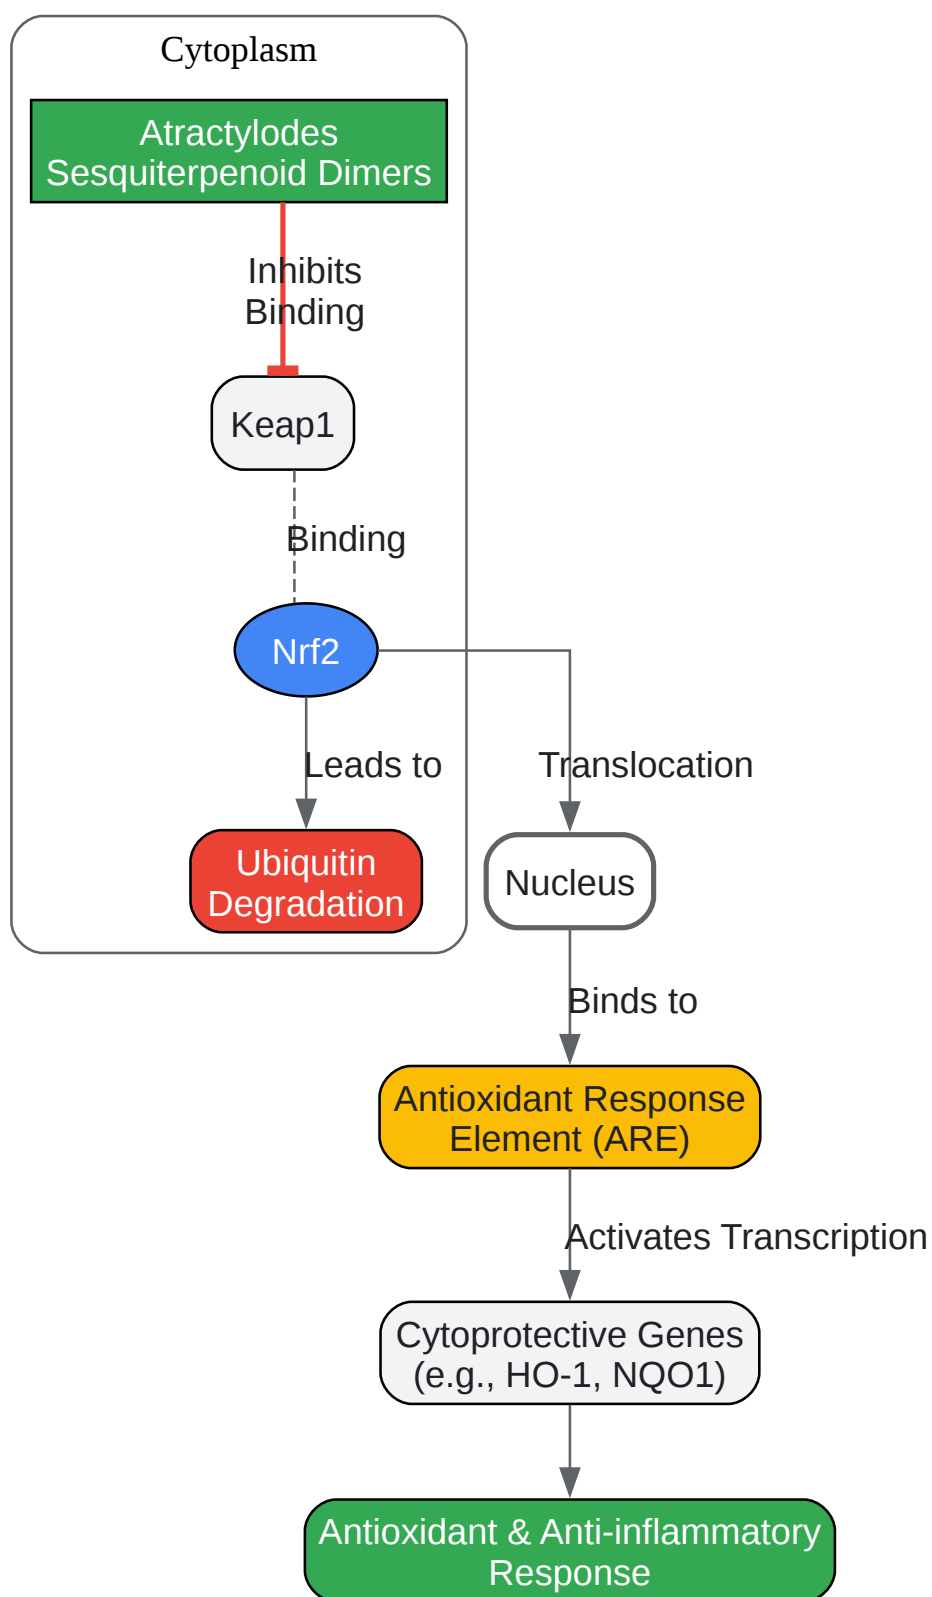 Cytoplasm
Atractylodes
Sesquiterpenoid Dimers
Inhibits
Binding
Keap1
Binding
Nrf2
Leads to
Translocation
Ubiquitin
Degradation
Nucleus
Binds to
Antioxidant Response
Element (ARE)
Activates Transcription
Cytoprotective Genes
(e.g., HO-1, NQO1)
Antioxidant & Anti-inflammatory
Response